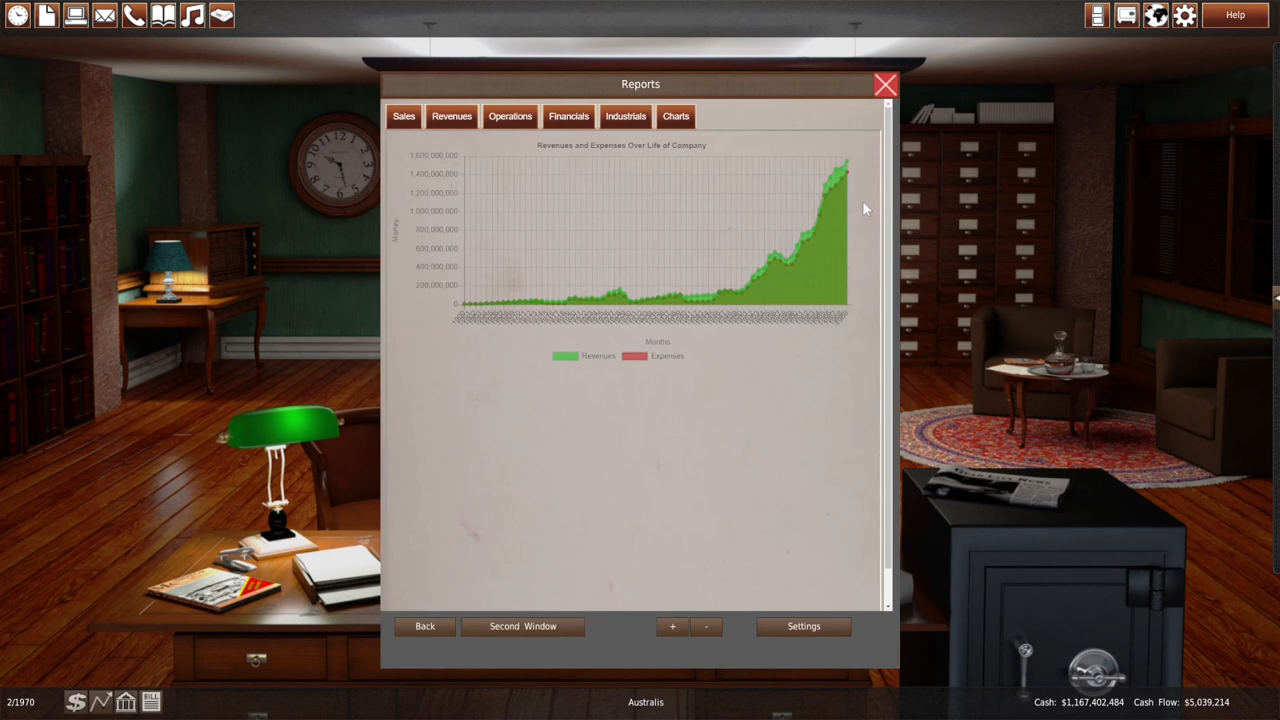 Help
Reports
Sales Revenues Operations Financials Industrials Charts
Revenues and Expenses Over Life of Company
1,600,000,000
1,400,000,000
1,200,000,000
1,000,000,000
800,000,000
600,000,000
400,000,000
200,000,000
0
Money
Months
Revenues Expenses
Back Second Window + - Settings
2/1970
BILL
Australis
Cash: $1,167,402,484 Cash Flow: $5,039,214